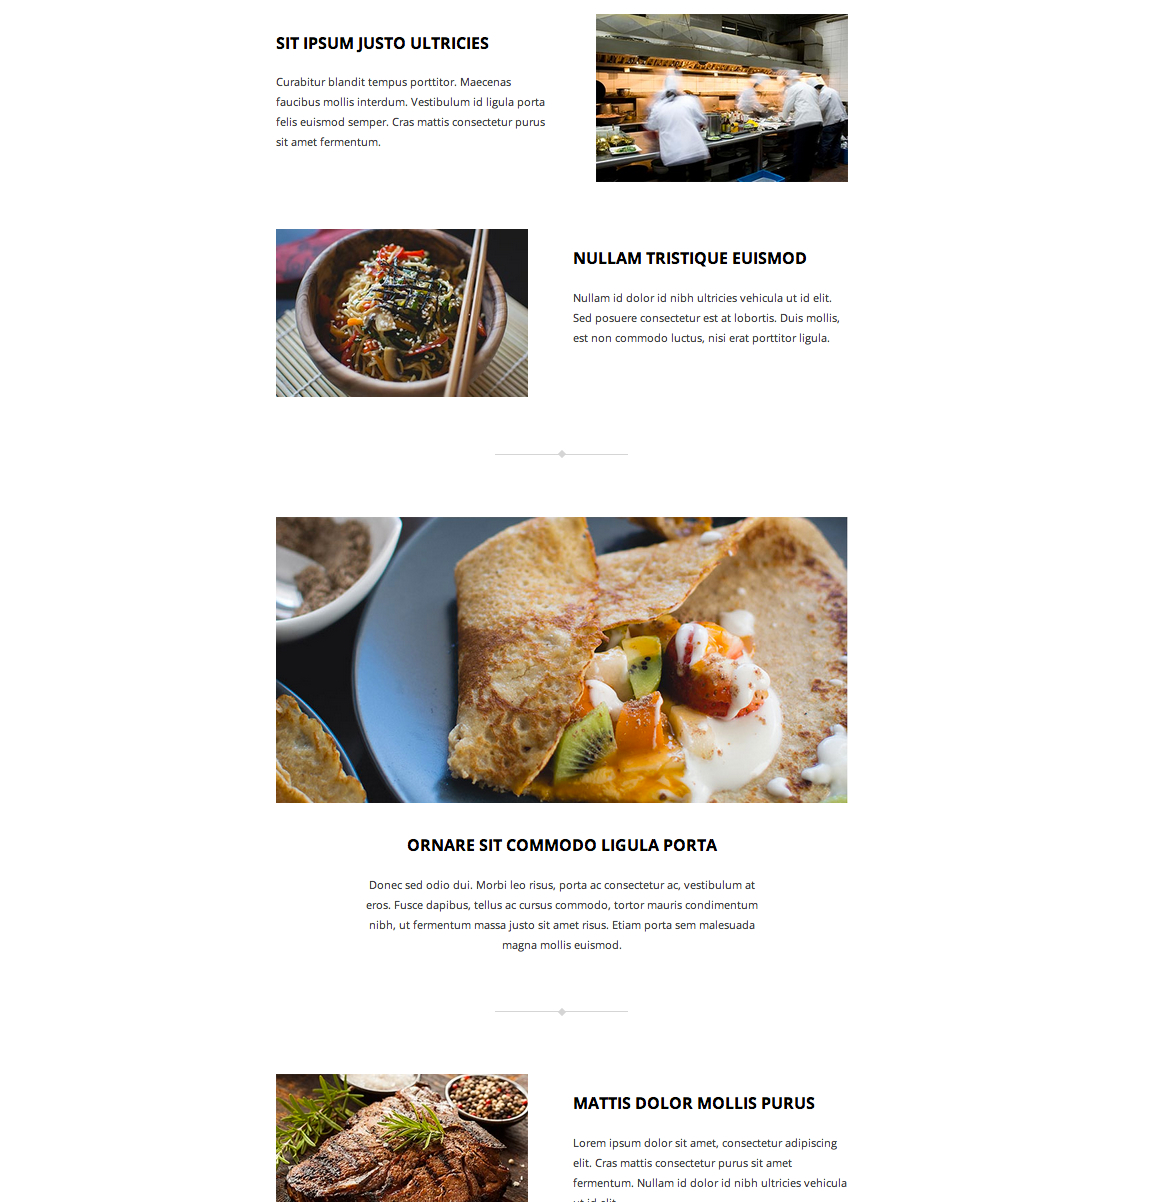 SIT IPSUM JUSTO ULTRICIES
Curabitur blandit tempus porttitor. Maecenas
faucibus mollis interdum. Vestibulum id ligula porta
felis euismod semper. Cras mattis consectetur purus
sit amet fermentum.
NULLAM TRISTIQUE EUISMOD
Nullam id dolor id nibh ultricies vehicula ut id elit.
Sed posuere consectetur est at lobortis. Duis mollis,
est non commodo luctus, nisi erat porttitor ligula.
ORNARE SIT COMMODO LIGULA PORTA
Donec sed odio dui. Morbi leo risus, porta ac consectetur ac, vestibulum at
eros. Fusce dapibus, tellus ac cursus commodo, tortor mauris condimentum
nibh, ut fermentum massa justo sit amet risus. Etiam porta sem malesuada
magna mollis euismod.
MATTIS DOLOR MOLLIS PURUS
Lorem ipsum dolor sit amet, consectetur adipiscing
elit. Cras mattis consectetur purus sit amet
fermentum. Nullam id dolor id nibh ultricies vehicula
ut id elit.